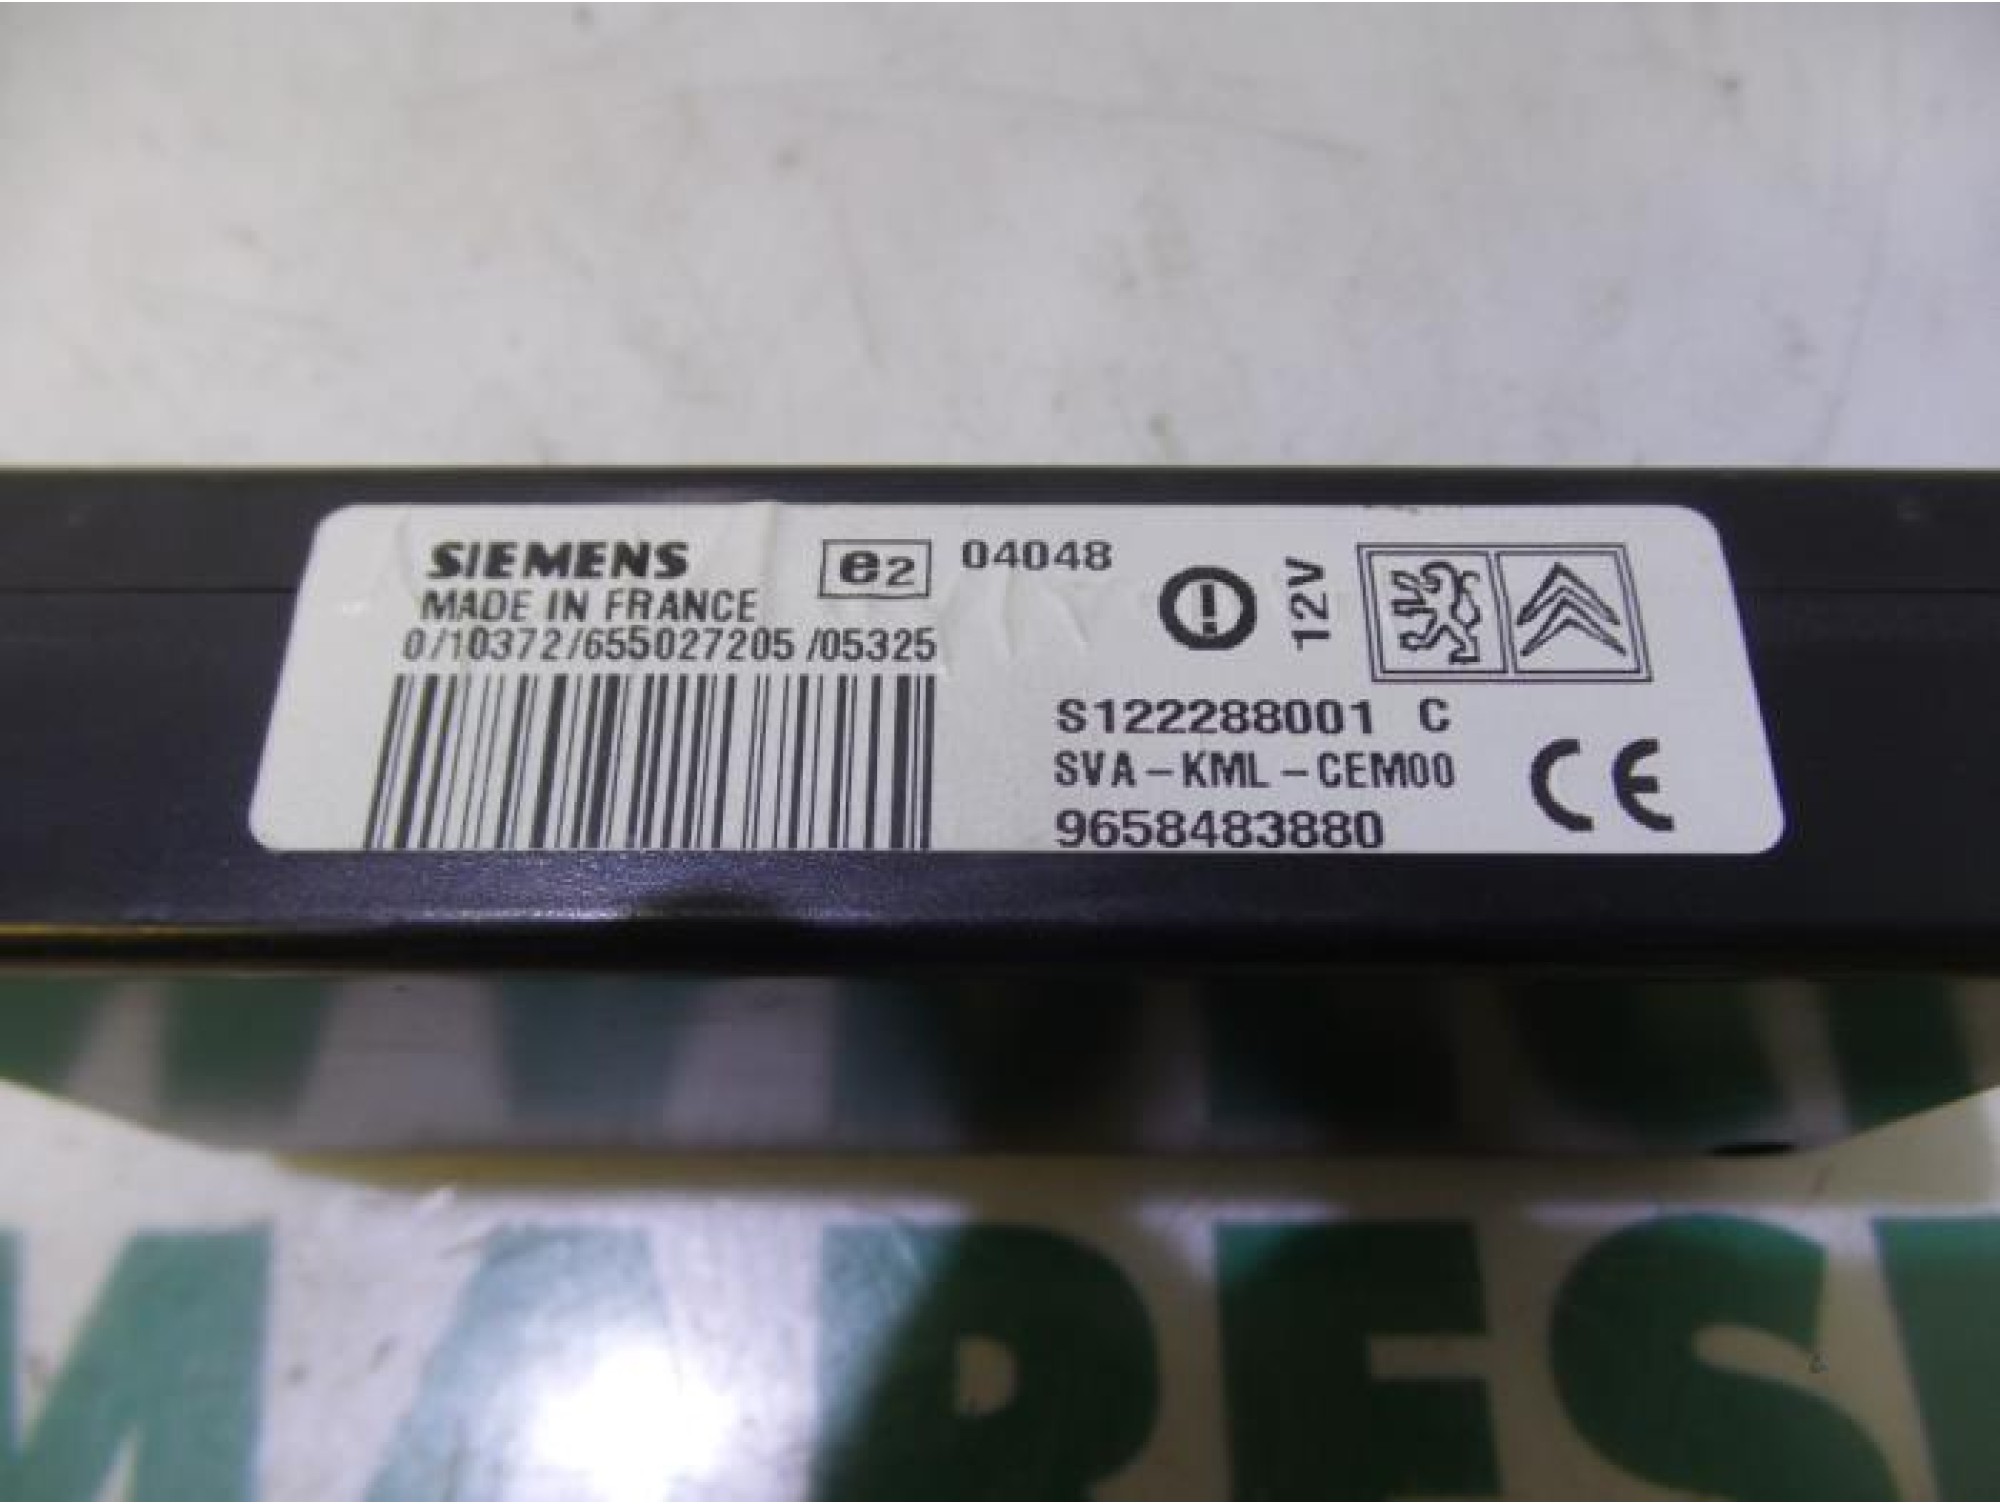 SIEMENS
e2 04048
MADE IN FRANCE
0/10372/655027205/05325
12V
S122288001 C
SVA-KML-CEM00
9658483880
CE